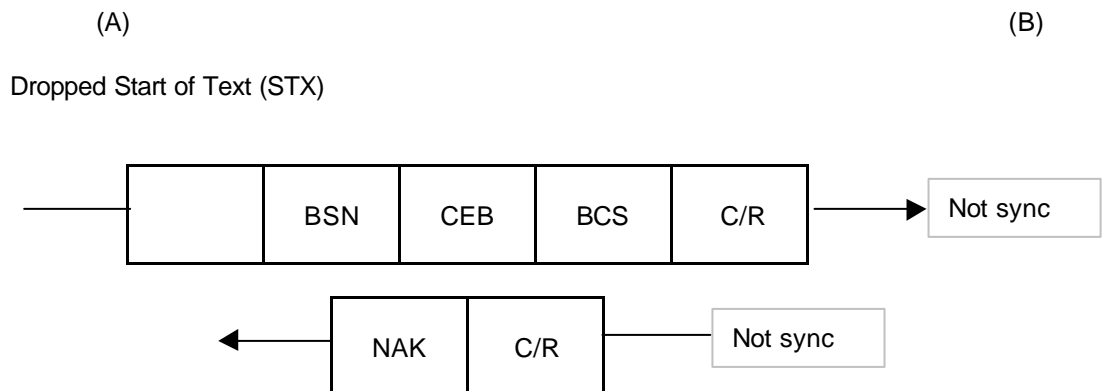 (A) (B)
Dropped Start of Text (STX)
BSN CEB BCS C/R Not sync
NAK C/R Not sync